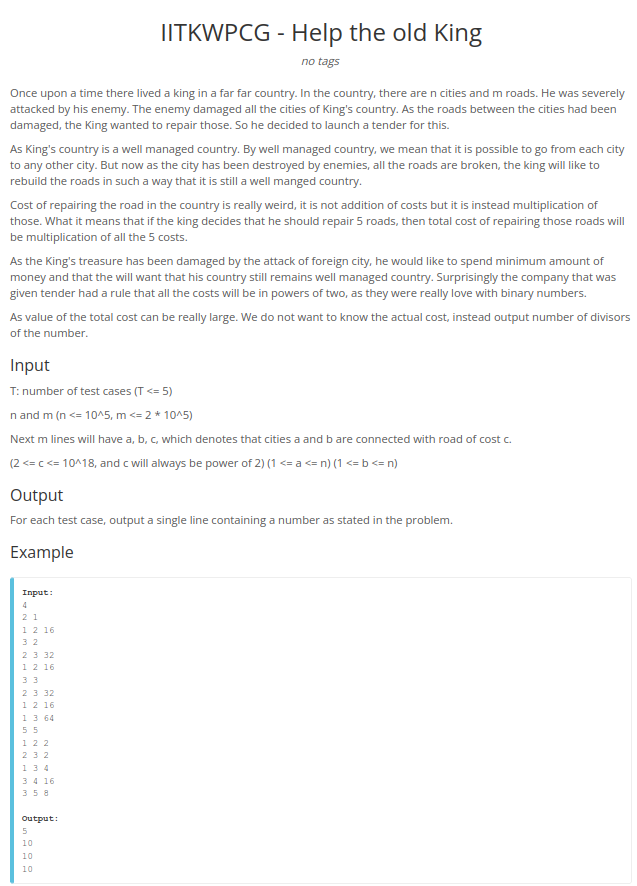 IITKWPCG - Help the old King
no tags
Once upon a time there lived a king in a far far country. In the country, there are n cities and m roads. He was severely
attacked by his enemy. The enemy damaged all the cities of King's country. As the roads between the cities had been
damaged, the King wanted to repair those. So he decided to launch a tender for this.
As King's country is a well managed country. By well managed country, we mean that it is possible to go from each city
to any other city. But now as the city has been destroyed by enemies, all the roads are broken, the king will like to
rebuild the roads in such a way that it is still a well manged country.
Cost of repairing the road in the country is really weird, it is not addition of costs but it is instead multiplication of
those. What it means that if the king decides that he should repair 5 roads, then total cost of repairing those roads will
be multiplication of all the 5 costs.
As the King's treasure has been damaged by the attack of foreign city, he would like to spend minimum amount of
money and that the will want that his country still remains well managed country. Surprisingly the company that was
given tender had a rule that all the costs will be in powers of two, as they were really love with binary numbers.
As value of the total cost can be really large. We do not want to know the actual cost, instead output number of divisors
of the number.
Input
T: number of test cases (T <= 5)
n and m (n <= 10^5, m <= 2 * 10^5)
Next m lines will have a, b, c, which denotes that cities a and b are connected with road of cost c.
(2 <= c <= 10^18, and c will always be power of 2) (1 <= a <= n) (1 <= b <= n)
Output
For each test case, output a single line containing a number as stated in the problem.
Example
Input:
4
2 1
1 2 16
3 2
2 3 32
1 2 16
3 3
2 3 32
1 2 16
1 3 64
5 5
1 2 2
2 3 2
1 3 4
3 4 16
3 5 8
Output:
5
10
10
10